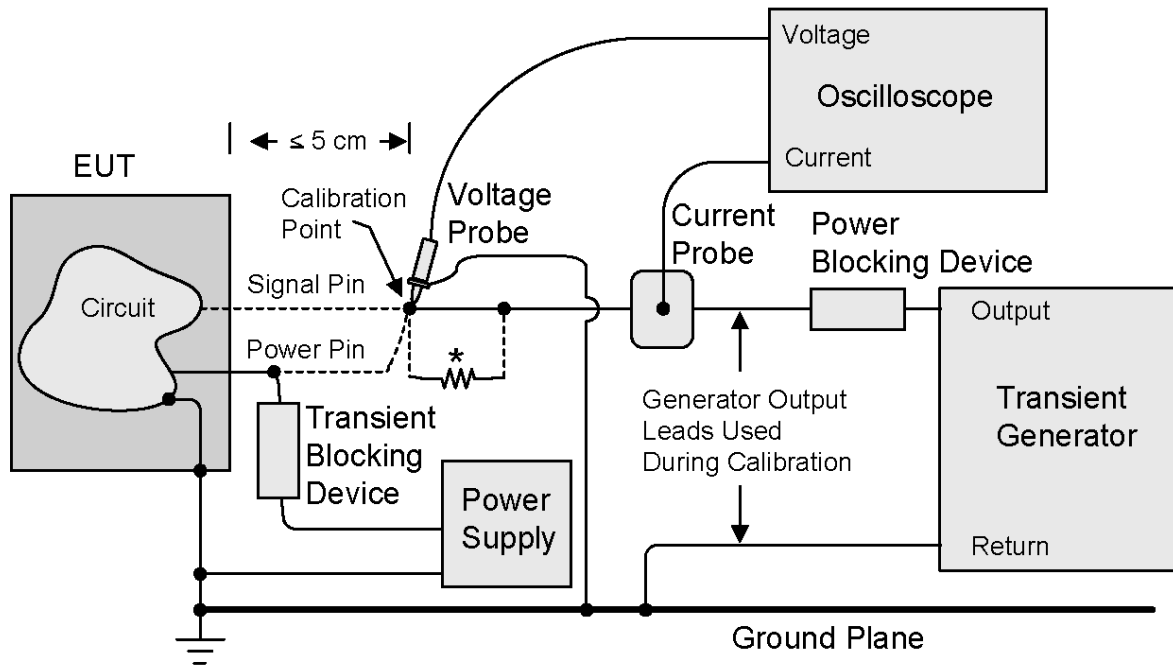 Voltage
Oscilloscope
Current
≤ 5 cm
EUT
Calibration
Point
Voltage
Probe
Current
Probe
Power
Blocking Device
Signal Pin
Circuit
Output
Power Pin
*
Transient
Blocking
Device
Generator Output
Leads Used
During Calibration
Transient
Generator
Power
Supply
Return
Ground Plane